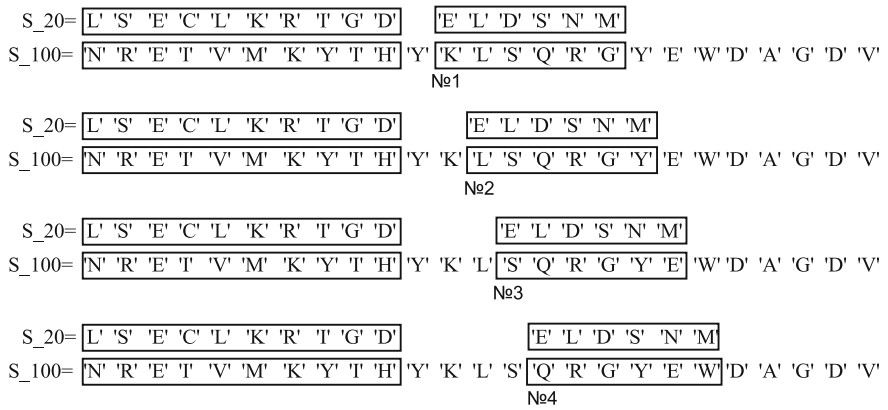 S_20= L' 'S' 'E' 'C' 'L' 'K' 'R' 'I' 'G' 'D' 'E' 'L' 'D' 'S' 'N' 'M'
S_100= 'N' 'R' 'E' 'I' 'V' 'M' 'K' 'Y' 'I' 'H' 'Y' 'K' 'L' 'S' 'Q' 'R' 'G' 'Y' 'E' 'W' 'D' 'A' 'G' 'D' 'V'
№1
S_20= L' 'S' 'E' 'C' 'L' 'K' 'R' 'I' 'G' 'D' 'E' 'L' 'D' 'S' 'N' 'M'
S_100= 'N' 'R' 'E' 'I' 'V' 'M' 'K' 'Y' 'I' 'H' 'Y' 'K' 'L' 'S' 'Q' 'R' 'G' 'Y' 'E' 'W' 'D' 'A' 'G' 'D' 'V'
№2
S_20= L' 'S' 'E' 'C' 'L' 'K' 'R' 'I' 'G' 'D' 'E' 'L' 'D' 'S' 'N' 'M'
S_100= 'N' 'R' 'E' 'I' 'V' 'M' 'K' 'Y' 'I' 'H' 'Y' 'K' 'L' 'S' 'Q' 'R' 'G' 'Y' 'E' 'W' 'D' 'A' 'G' 'D' 'V'
№3
S_20= L' 'S' 'E' 'C' 'L' 'K' 'R' 'I' 'G' 'D' 'E' 'L' 'D' 'S' 'N' 'M'
S_100= 'N' 'R' 'E' 'I' 'V' 'M' 'K' 'Y' 'I' 'H' 'Y' 'K' 'L' 'S' 'Q' 'R' 'G' 'Y' 'E' 'W' 'D' 'A' 'G' 'D' 'V'
№4